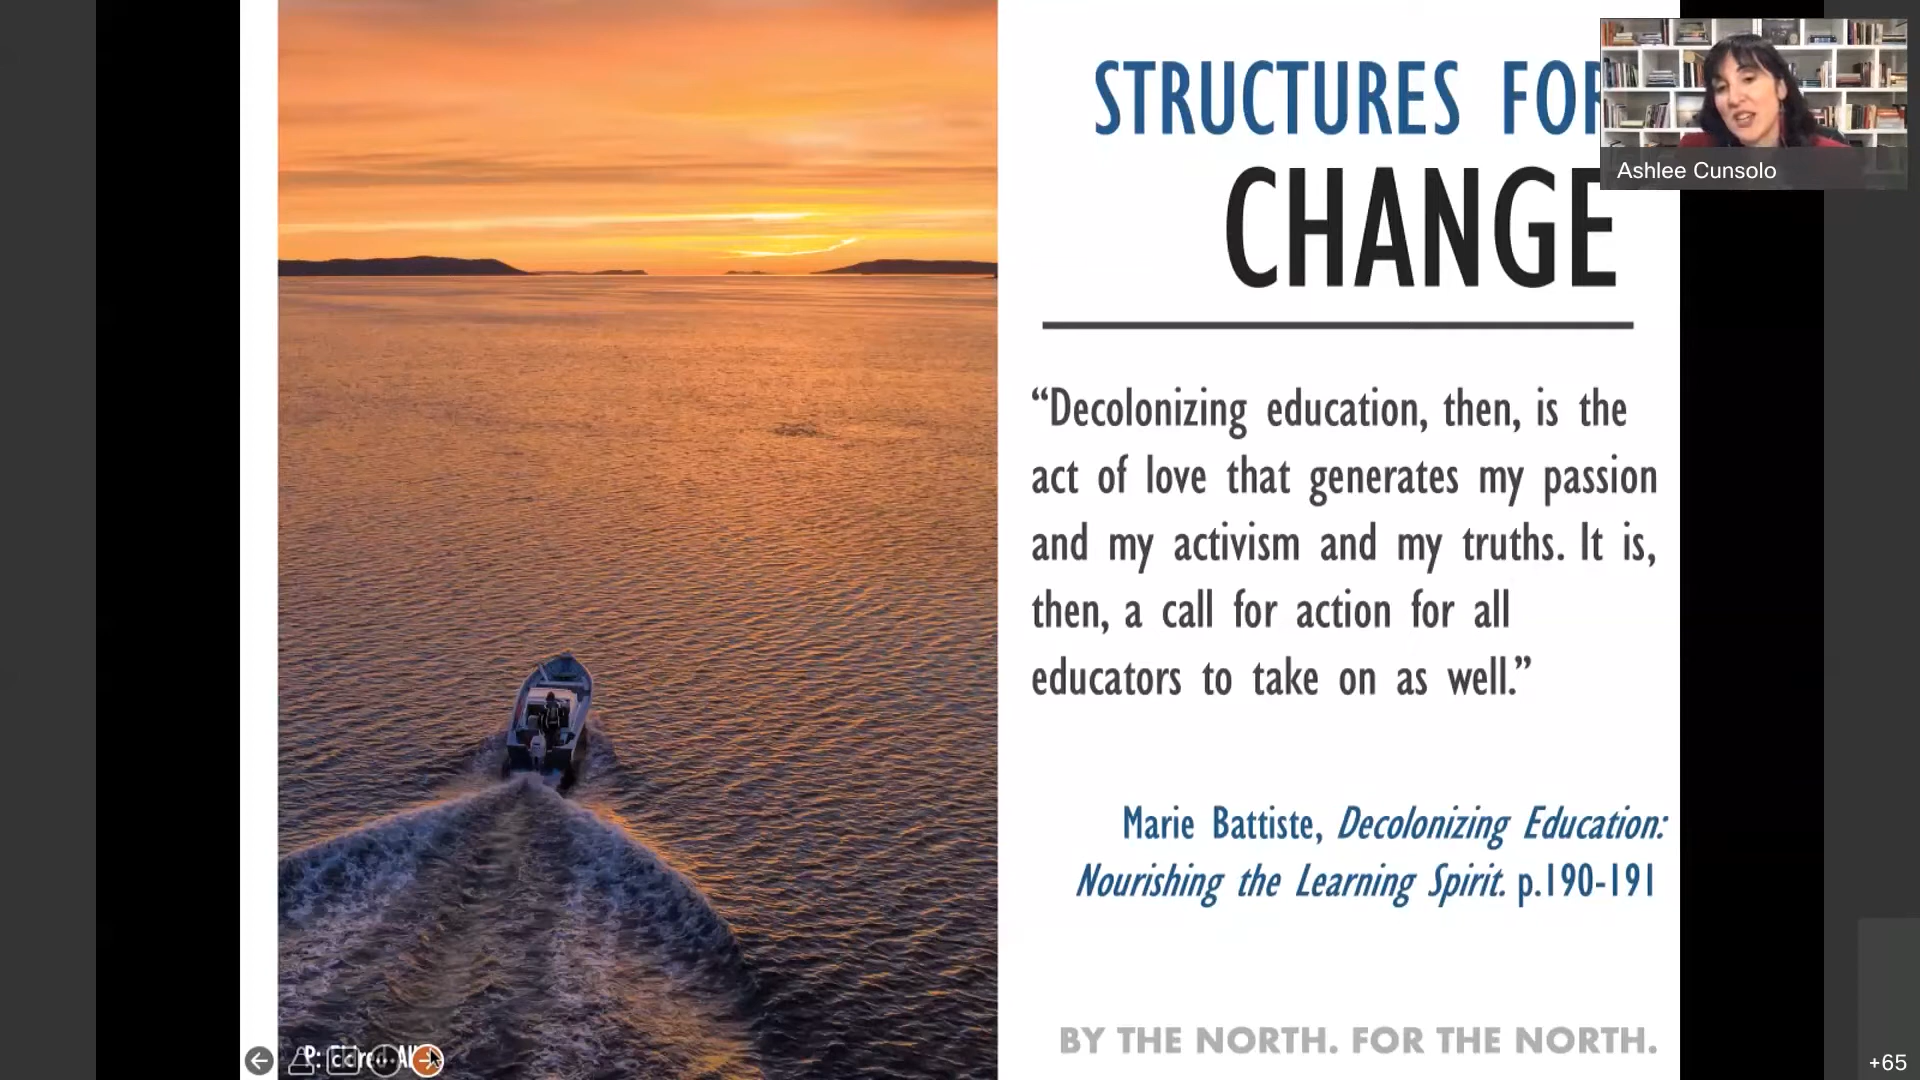 STRUCTURES FOR
CHANGE
Ashlee Cunsolo
“Decolonizing education, then, is the
act of love that generates my passion
and my activism and my truths. It is,
then, a call for action for all
educators to take on as well.”
Marie Battiste, Decolonizing Education:
Nourishing the Learning Spirit. p.190-191
BY THE NORTH. FOR THE NORTH.
P:
+65